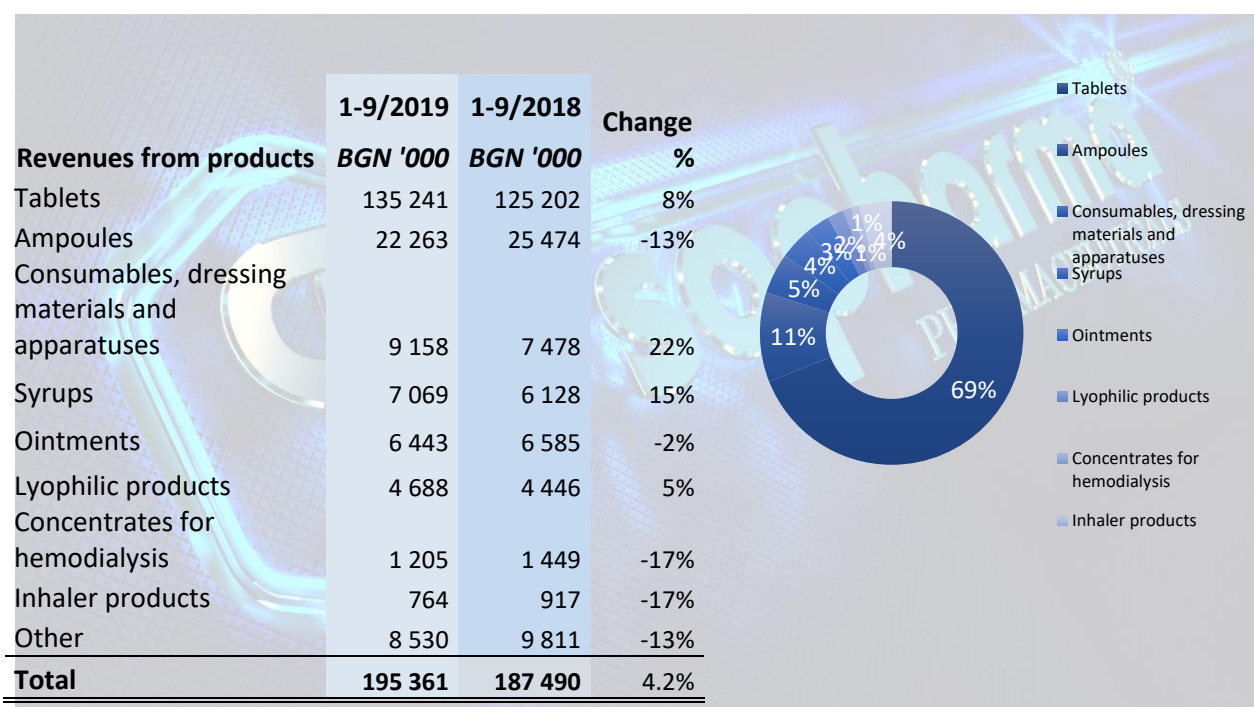 1-9/2019 1-9/2018 Change
Revenues from products BGN '000 BGN '000 %
Tablets 135 241 125 202 8%
Ampoules 22 263 25 474 -13%
Consumables, dressing
materials and
apparatuses 9 158 7 478 22%
Syrups 7 069 6 128 15%
Ointments 6 443 6 585 -2%
Lyophilic products 4 688 4 446 5%
Concentrates for
hemodialysis 1 205 1 449 -17%
Inhaler products 764 917 -17%
Other 8 530 9 811 -13%
Total 195 361 187 490 4.2%
sopharma
69%
11%
5%
4%
3%
2%
1%
1%
4%
Tablets
Ampoules
Consumables, dressing
materials and
apparatuses
Syrups
Ointments
Lyophilic products
Concentrates for
hemodialysis
Inhaler products